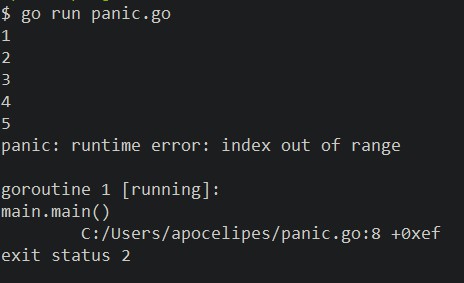 $ go run panic.go
1
2
3
4
5
panic: runtime error: index out of range

goroutine 1 [running]:
main.main()
        C:/Users/apocelipes/panic.go:8 +0xef
exit status 2